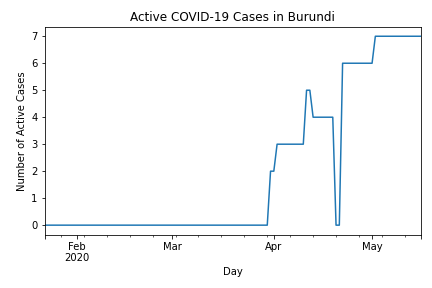 Active COVID-19 Cases in Burundi
Number of Active Cases
7
6
5
4
3
2
1
0
Feb
2020
Mar
Apr
May
Day